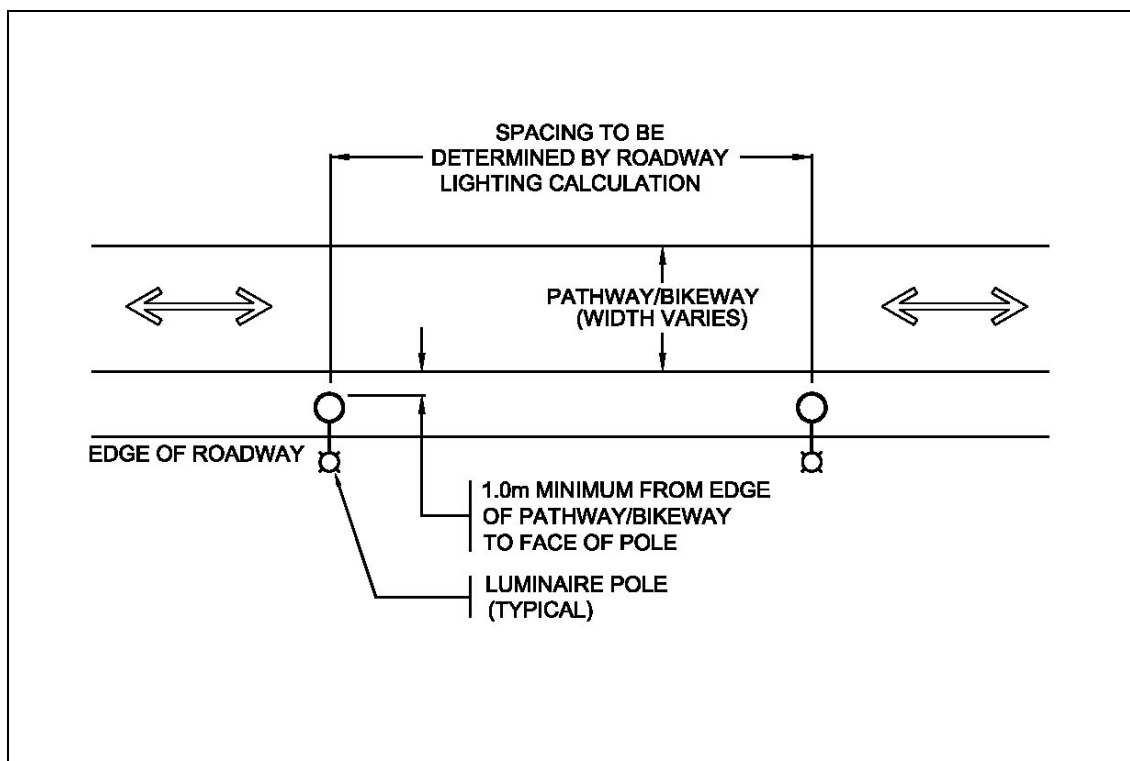 SPACING TO BE
DETERMINED BY ROADWAY
LIGHTING CALCULATION
PATHWAY/BIKEWAY
(WIDTH VARIES)
EDGE OF ROADWAY
1.0m MINIMUM FROM EDGE
OF PATHWAY/BIKEWAY
TO FACE OF POLE
LUMINAIRE POLE
(TYPICAL)